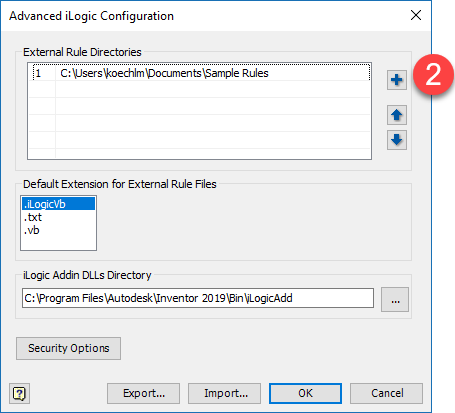 Advanced iLogic Configuration
External Rule Directories
1 C:\Users\koechlm\Documents\Sample Rules
2
Default Extension for External Rule Files
.iLogicVb
.txt
.vb
iLogic Addin DLLs Directory
C:\Program Files\Autodesk\Inventor 2019\Bin\iLogicAdd
...
Security Options
? Export... Import... OK Cancel